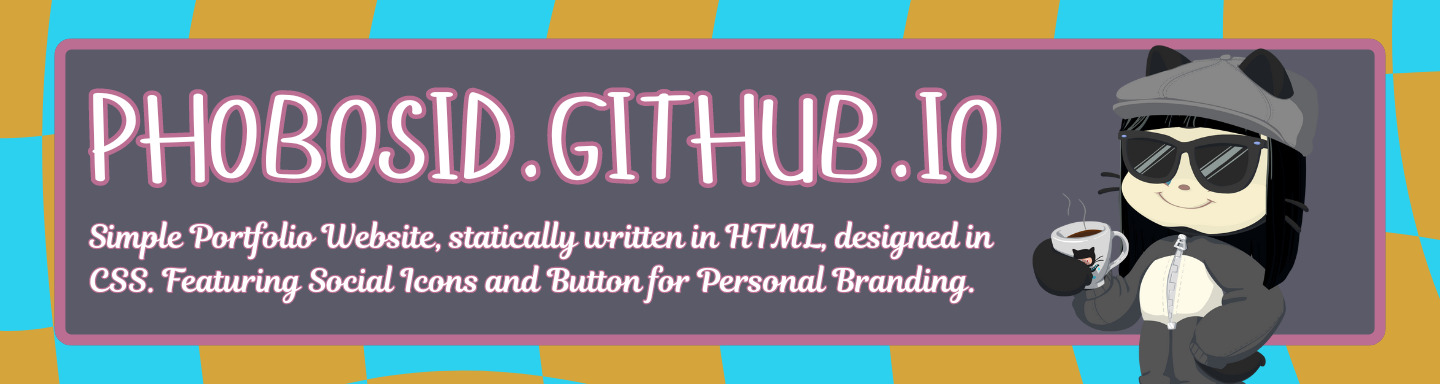 PHOBOSID.GITHUB.IO
Simple Portfolio Website, statically written in HTML, designed in
CSS. Featuring Social Icons and Button for Personal Branding.